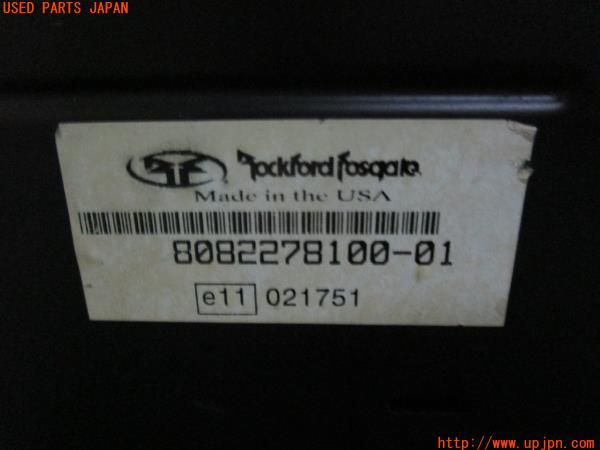 USED PARTS JAPAN
Rockford Fosgate
Made in the USA
8082278100-01
e11 021751
http://www.upjpn.com/